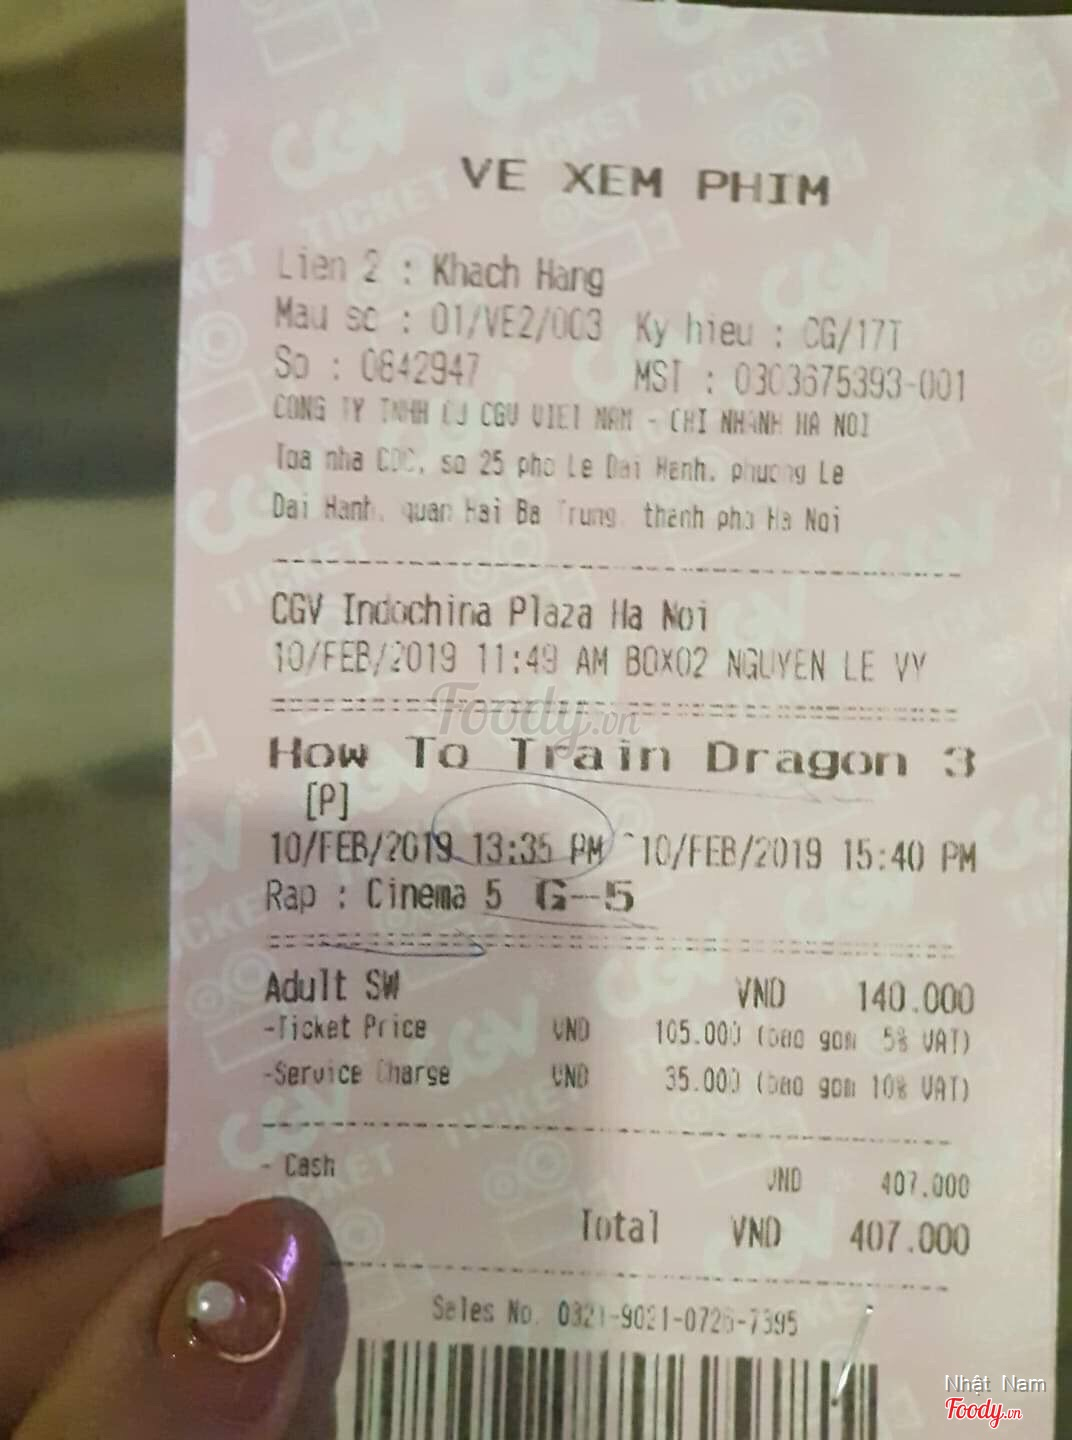 VE XEM PHIM
Lien 2 : Khach Hang
Mau so : 01/VE2/003 Ky hieu : CG/17T
So : 0842947 MST : 0303675393-001
CONG TY TNHH CJ CGV VIET NAM - CHI NHANH HA NOI
Toa nha CDC, so 25 pho Le Dai Hanh, phuong Le
Dai Hanh, quan Hai Ba Trung, thanh pho Ha Noi
CGV Indochina Plaza Ha Noi
10/FEB/2019 11:49 AM BOX02 NGUYEN LE VY
Foody.vn
How To Train Dragon 3
[P]
10/FEB/2019 13:35 PM ~10/FEB/2019 15:40 PM
Rap : Cinema 5 G-5
Adult SW VND 140.000
-Ticket Price VND 105.000 (bao gom 5% VAT)
-Service Charge VND 35.000 (bao gom 10% VAT)
- Cash VND 407.000
Total VND 407.000
Sales No. 0321-9021-0726-7395
Nhật Nam
Foody.vn